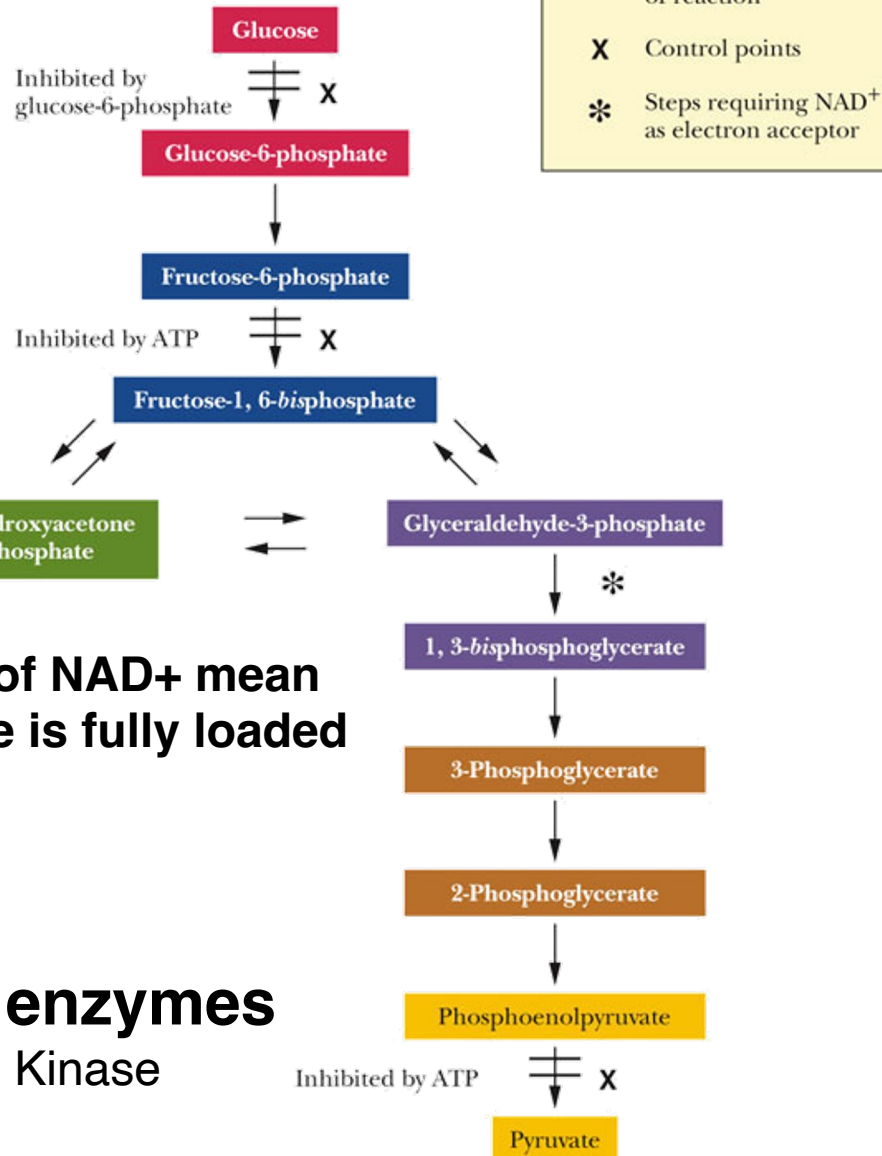 of reaction
Glucose
X Control points
Inhibited by
glucose-6-phosphate
X
* Steps requiring NAD+
as electron acceptor
Glucose-6-phosphate
Fructose-6-phosphate
Inhibited by ATP
X
Fructose-1, 6-bisphosphate
droxyacetone
hosphate
Glyceraldehyde-3-phosphate
*
1, 3-bisphosphoglycerate
of NAD+ mean
e is fully loaded
3-Phosphoglycerate
2-Phosphoglycerate
enzymes
Kinase
Phosphoenolpyruvate
Inhibited by ATP
X
Pyruvate